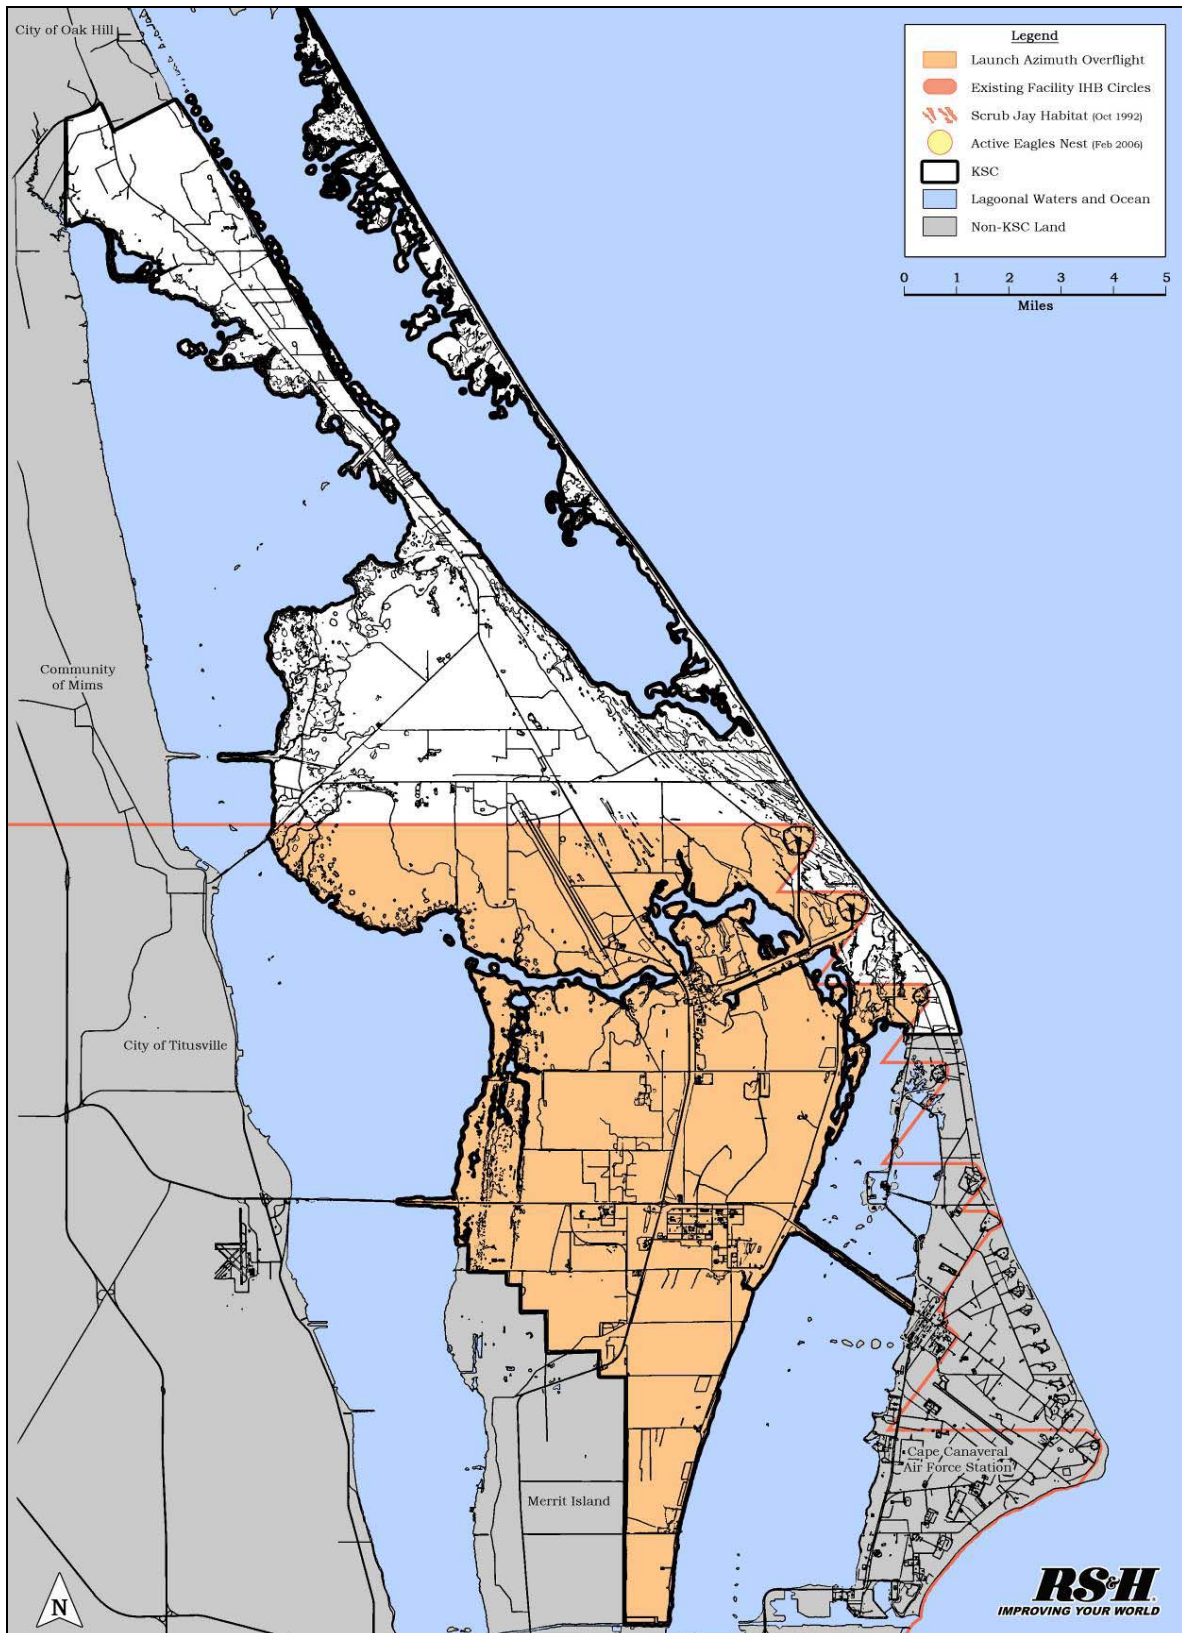 City of Oak Hill
Legend
Launch Azimuth Overflight
Existing Facility IHB Circles
Scrub Jay Habitat (Oct 1992)
Active Eagles Nest (Feb 2006)
KSC
Lagoonal Waters and Ocean
Non-KSC Land
0 1 2 3 4 5
Miles
Community
of Mims
City of Titusville
Cape Canaveral
Air Force Station
Merrit Island
N
RS&H
IMPROVING YOUR WORLD